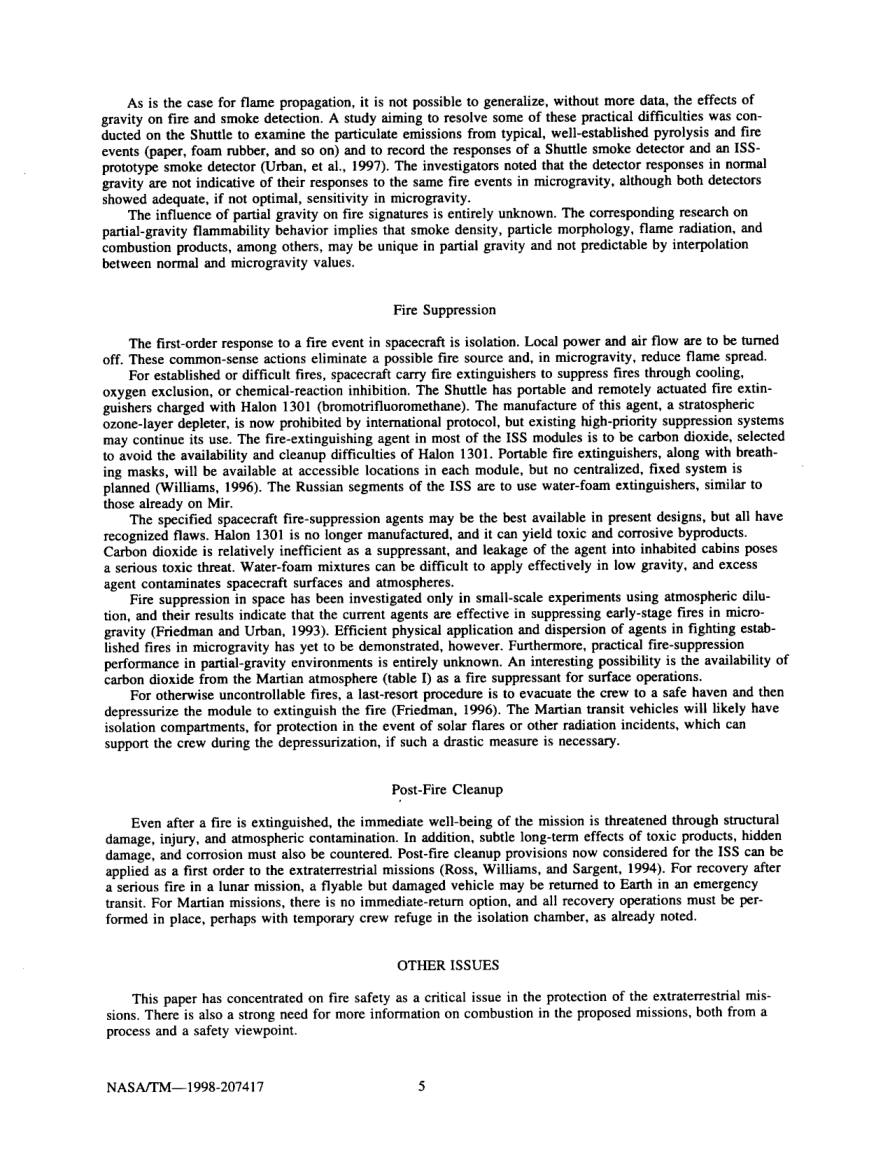 As is the case for flame propagation, it is not possible to generalize, without more data, the effects of
gravity on fire and smoke detection. A study aiming to resolve some of these practical difficulties was con-
ducted on the Shuttle to examine the particulate emissions from typical, well-established pyrolysis and fire
events (paper, foam rubber, and so on) and to record the responses of a Shuttle smoke detector and an ISS-
prototype smoke detector (Urban, et al., 1997). The investigators noted that the detector responses in normal
gravity are not indicative of their responses to the same fire events in microgravity, although both detectors
showed adequate, if not optimal, sensitivity in microgravity.
The influence of partial gravity on fire signatures is entirely unknown. The corresponding research on
partial-gravity flammability behavior implies that smoke density, particle morphology, flame radiation, and
combustion products, among others, may be unique in partial gravity and not predictable by interpolation
between normal and microgravity values.
Fire Suppression
The first-order response to a fire event in spacecraft is isolation. Local power and air flow are to be turned
off. These common-sense actions eliminate a possible fire source and, in microgravity, reduce flame spread.
For established or difficult fires, spacecraft carry fire extinguishers to suppress fires through cooling,
oxygen exclusion, or chemical-reaction inhibition. The Shuttle has portable and remotely actuated fire extin-
guishers charged with Halon 1301 (bromotrifluoromethane). The manufacture of this agent, a stratospheric
ozone-layer depleter, is now prohibited by international protocol, but existing high-priority suppression systems
may continue its use. The fire-extinguishing agent in most of the ISS modules is to be carbon dioxide, selected
to avoid the availability and cleanup difficulties of Halon 1301. Portable fire extinguishers, along with breath-
ing masks, will be available at accessible locations in each module, but no centralized, fixed system is
planned (Williams, 1996). The Russian segments of the ISS are to use water-foam extinguishers, similar to
those already on Mir.
The specified spacecraft fire-suppression agents may be the best available in present designs, but all have
recognized flaws. Halon 1301 is no longer manufactured, and it can yield toxic and corrosive byproducts.
Carbon dioxide is relatively inefficient as a suppressant, and leakage of the agent into inhabited cabins poses
a serious toxic threat. Water-foam mixtures can be difficult to apply effectively in low gravity, and excess
agent contaminates spacecraft surfaces and atmospheres.
Fire suppression in space has been investigated only in small-scale experiments using atmospheric dilu-
tion, and their results indicate that the current agents are effective in suppressing early-stage fires in micro-
gravity (Friedman and Urban, 1993). Efficient physical application and dispersion of agents in fighting estab-
lished fires in microgravity has yet to be demonstrated, however. Furthermore, practical fire-suppression
performance in partial-gravity environments is entirely unknown. An interesting possibility is the availability of
carbon dioxide from the Martian atmosphere (table I) as a fire suppressant for surface operations.
For otherwise uncontrollable fires, a last-resort procedure is to evacuate the crew to a safe haven and then
depressurize the module to extinguish the fire (Friedman, 1996). The Martian transit vehicles will likely have
isolation compartments, for protection in the event of solar flares or other radiation incidents, which can
support the crew during the depressurization, if such a drastic measure is necessary.
Post-Fire Cleanup
Even after a fire is extinguished, the immediate well-being of the mission is threatened through structural
damage, injury, and atmospheric contamination. In addition, subtle long-term effects of toxic products, hidden
damage, and corrosion must also be countered. Post-fire cleanup provisions now considered for the ISS can be
applied as a first order to the extraterrestrial missions (Ross, Williams, and Sargent, 1994). For recovery after
a serious fire in a lunar mission, a flyable but damaged vehicle may be returned to Earth in an emergency
transit. For Martian missions, there is no immediate-return option, and all recovery operations must be per-
formed in place, perhaps with temporary crew refuge in the isolation chamber, as already noted.
OTHER ISSUES
This paper has concentrated on fire safety as a critical issue in the protection of the extraterrestrial mis-
sions. There is also a strong need for more information on combustion in the proposed missions, both from a
process and a safety viewpoint.
NASA/TM—1998-207417 5